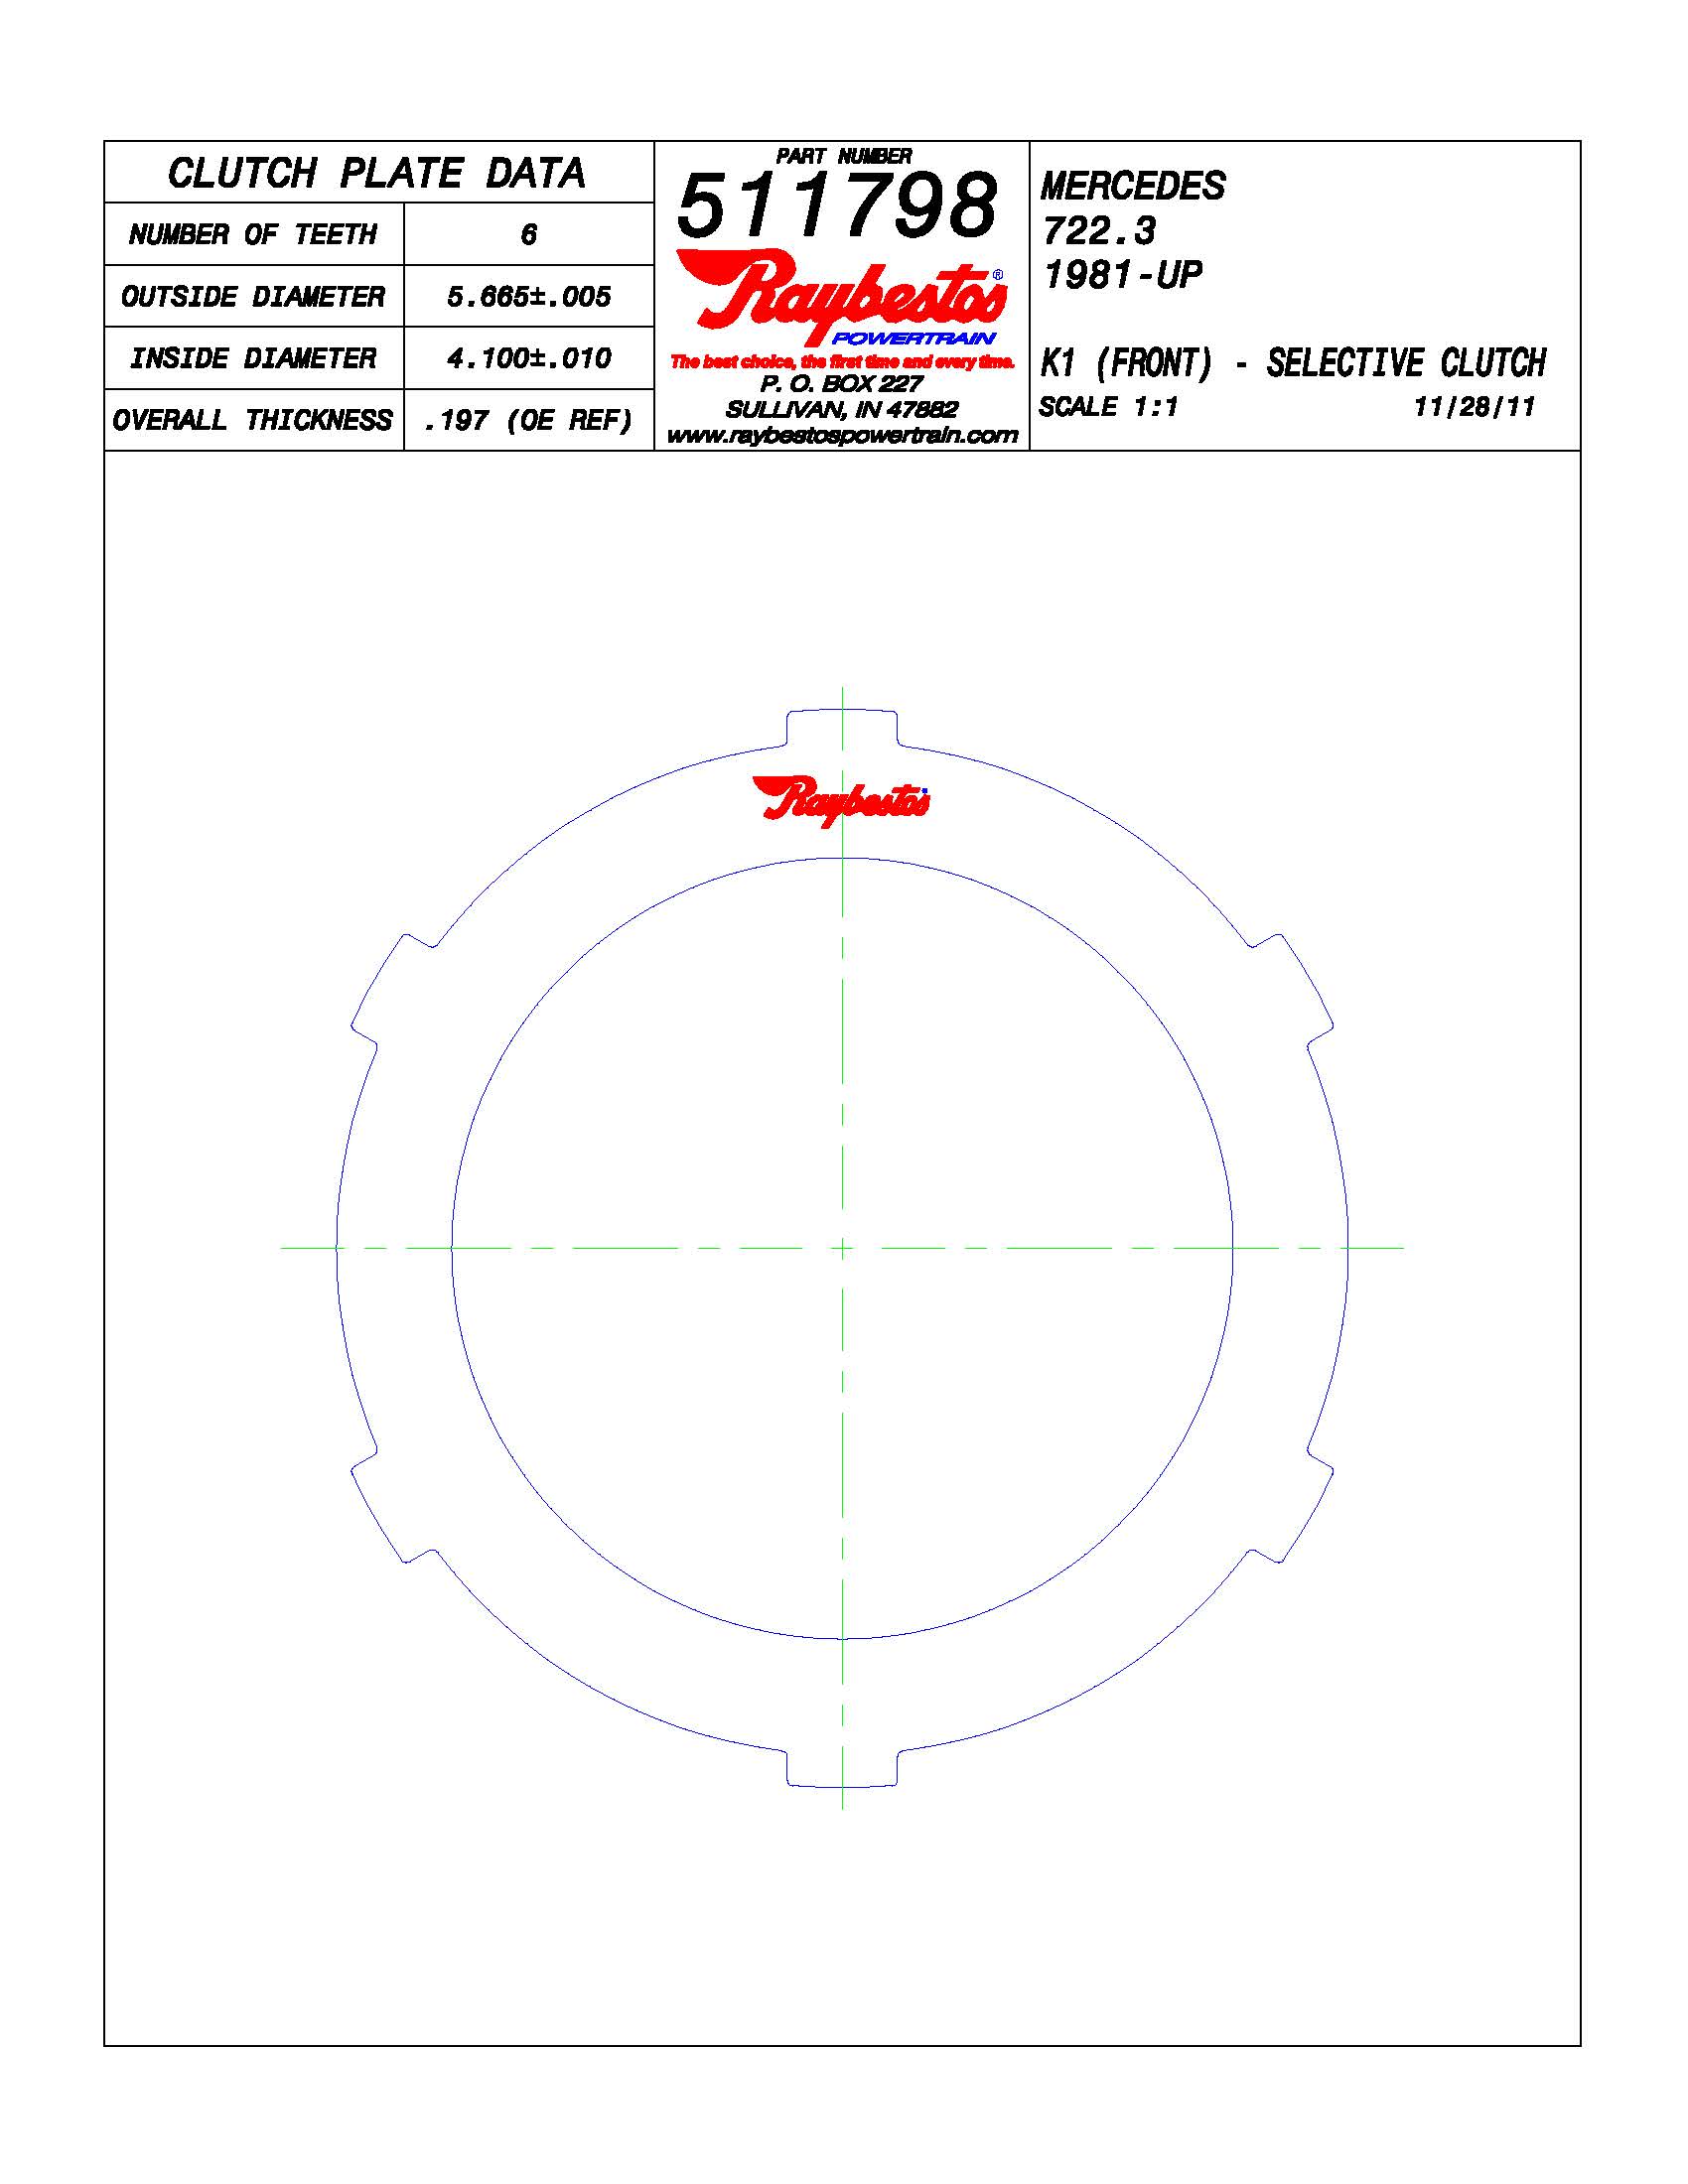 CLUTCH PLATE DATA
NUMBER OF TEETH 6
OUTSIDE DIAMETER 5.665±.005
INSIDE DIAMETER 4.100±.010
OVERALL THICKNESS .197 (OE REF)
PART NUMBER
511798
Raybestos®
POWERTRAIN
The best choice, the first time and every time.
P. O. BOX 227
SULLIVAN, IN 47882
www.raybestospowertrain.com
MERCEDES
722.3
1981-UP
K1 (FRONT) - SELECTIVE CLUTCH
SCALE 1:1 11/28/11
Raybestos